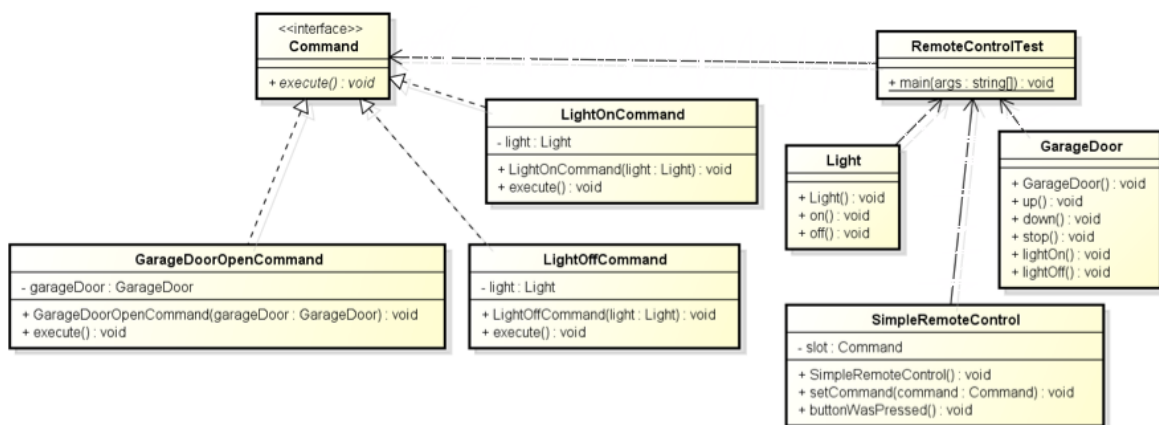 <<interface>>
Command
+ execute() : void
RemoteControlTest
+ main(args : string[]) : void
LightOnCommand
- light : Light
+ LightOnCommand(light : Light) : void
+ execute() : void
Light
+ Light() : void
+ on() : void
+ off() : void
GarageDoor
+ GarageDoor() : void
+ up() : void
+ down() : void
+ stop() : void
+ lightOn() : void
+ lightOff() : void
GarageDoorOpenCommand
- garageDoor : GarageDoor
+ GarageDoorOpenCommand(garageDoor : GarageDoor) : void
+ execute() : void
LightOffCommand
- light : Light
+ LightOffCommand(light : Light) : void
+ execute() : void
SimpleRemoteControl
- slot : Command
+ SimpleRemoteControl() : void
+ setCommand(command : Command) : void
+ buttonWasPressed() : void